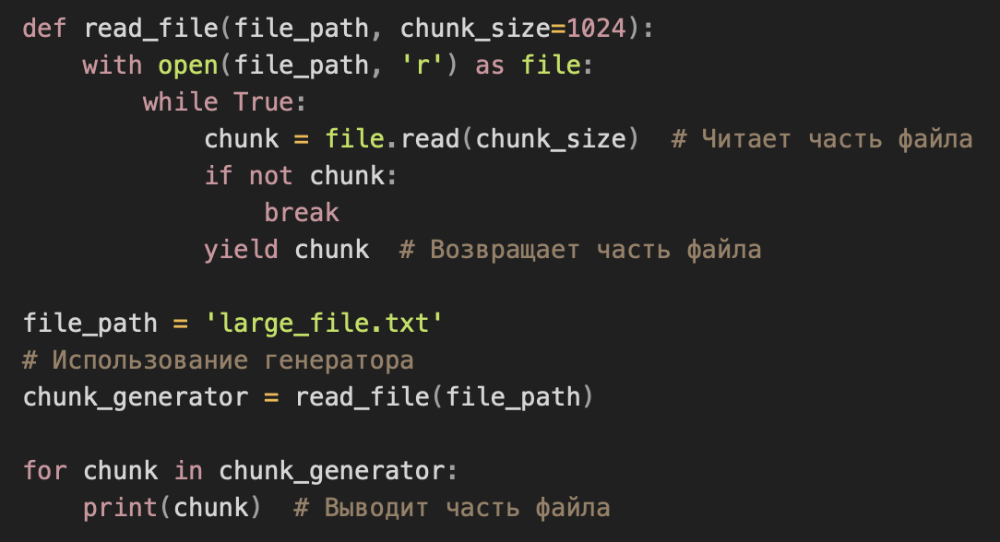 def read_file(file_path, chunk_size=1024):
    with open(file_path, 'r') as file:
        while True:
            chunk = file.read(chunk_size)  # Читает часть файла
            if not chunk:
                break
            yield chunk  # Возвращает часть файла

file_path = 'large_file.txt'
# Использование генератора
chunk_generator = read_file(file_path)

for chunk in chunk_generator:
    print(chunk)  # Выводит часть файла